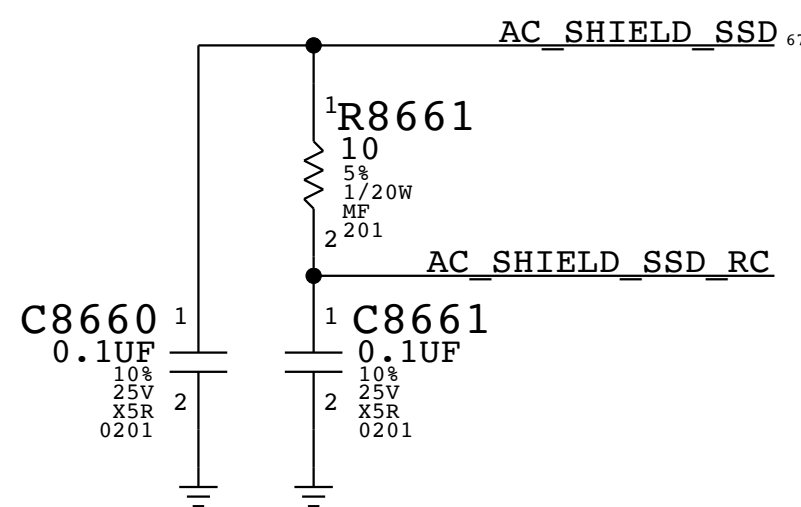 AC_SHIELD_SSD 67
1
R8661
10
5%
1/20W
MF
201
2
AC_SHIELD_SSD_RC
C8660 1
0.1UF
10%
25V
X5R
0201
2
1 C8661
0.1UF
10%
25V
X5R
0201
2